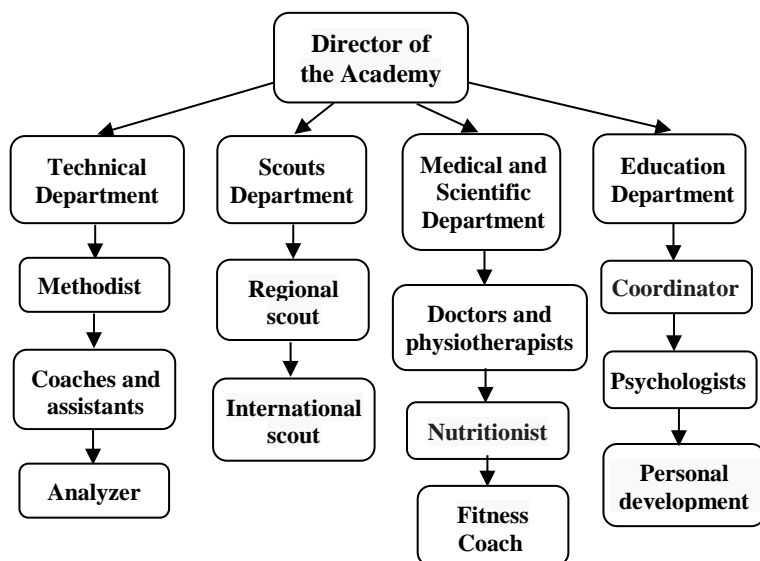 Director of
the Academy
Technical
Department
Scouts
Department
Medical and
Scientific
Department
Education
Department
Methodist
Regional
scout
Doctors and
physiotherapists
Coordinator
Coaches and
assistants
International
scout
Nutritionist
Psychologists
Analyzer
Fitness
Coach
Personal
development